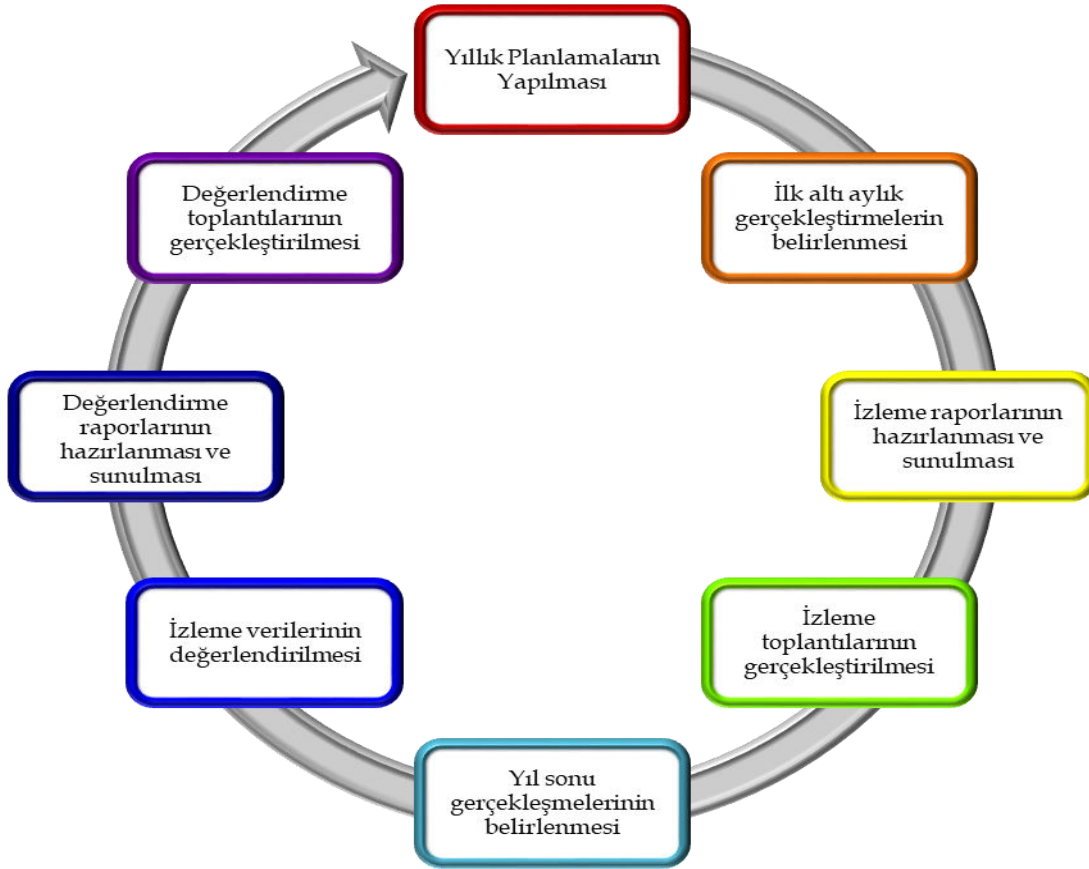 Yıllık Planlamaların
Yapılması
İlk altı aylık
gerçekleştirmelerin
belirlenmesi
İzleme raporlarının
hazırlanması ve
sunulması
İzleme
toplantılarının
gerçekleştirilmesi
Yıl sonu
gerçekleşmelerinin
belirlenmesi
İzleme verilerinin
değerlendirilmesi
Değerlendirme
raporlarının
hazırlanması ve
sunulması
Değerlendirme
toplantılarının
gerçekleştirilmesi